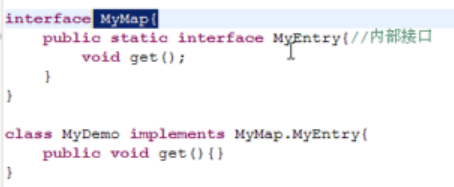 interface MyMap{
public static interface MyEntry{//内部接口
void get();
}
}
class MyDemo implements MyMap.MyEntry{
public void get(){}
}